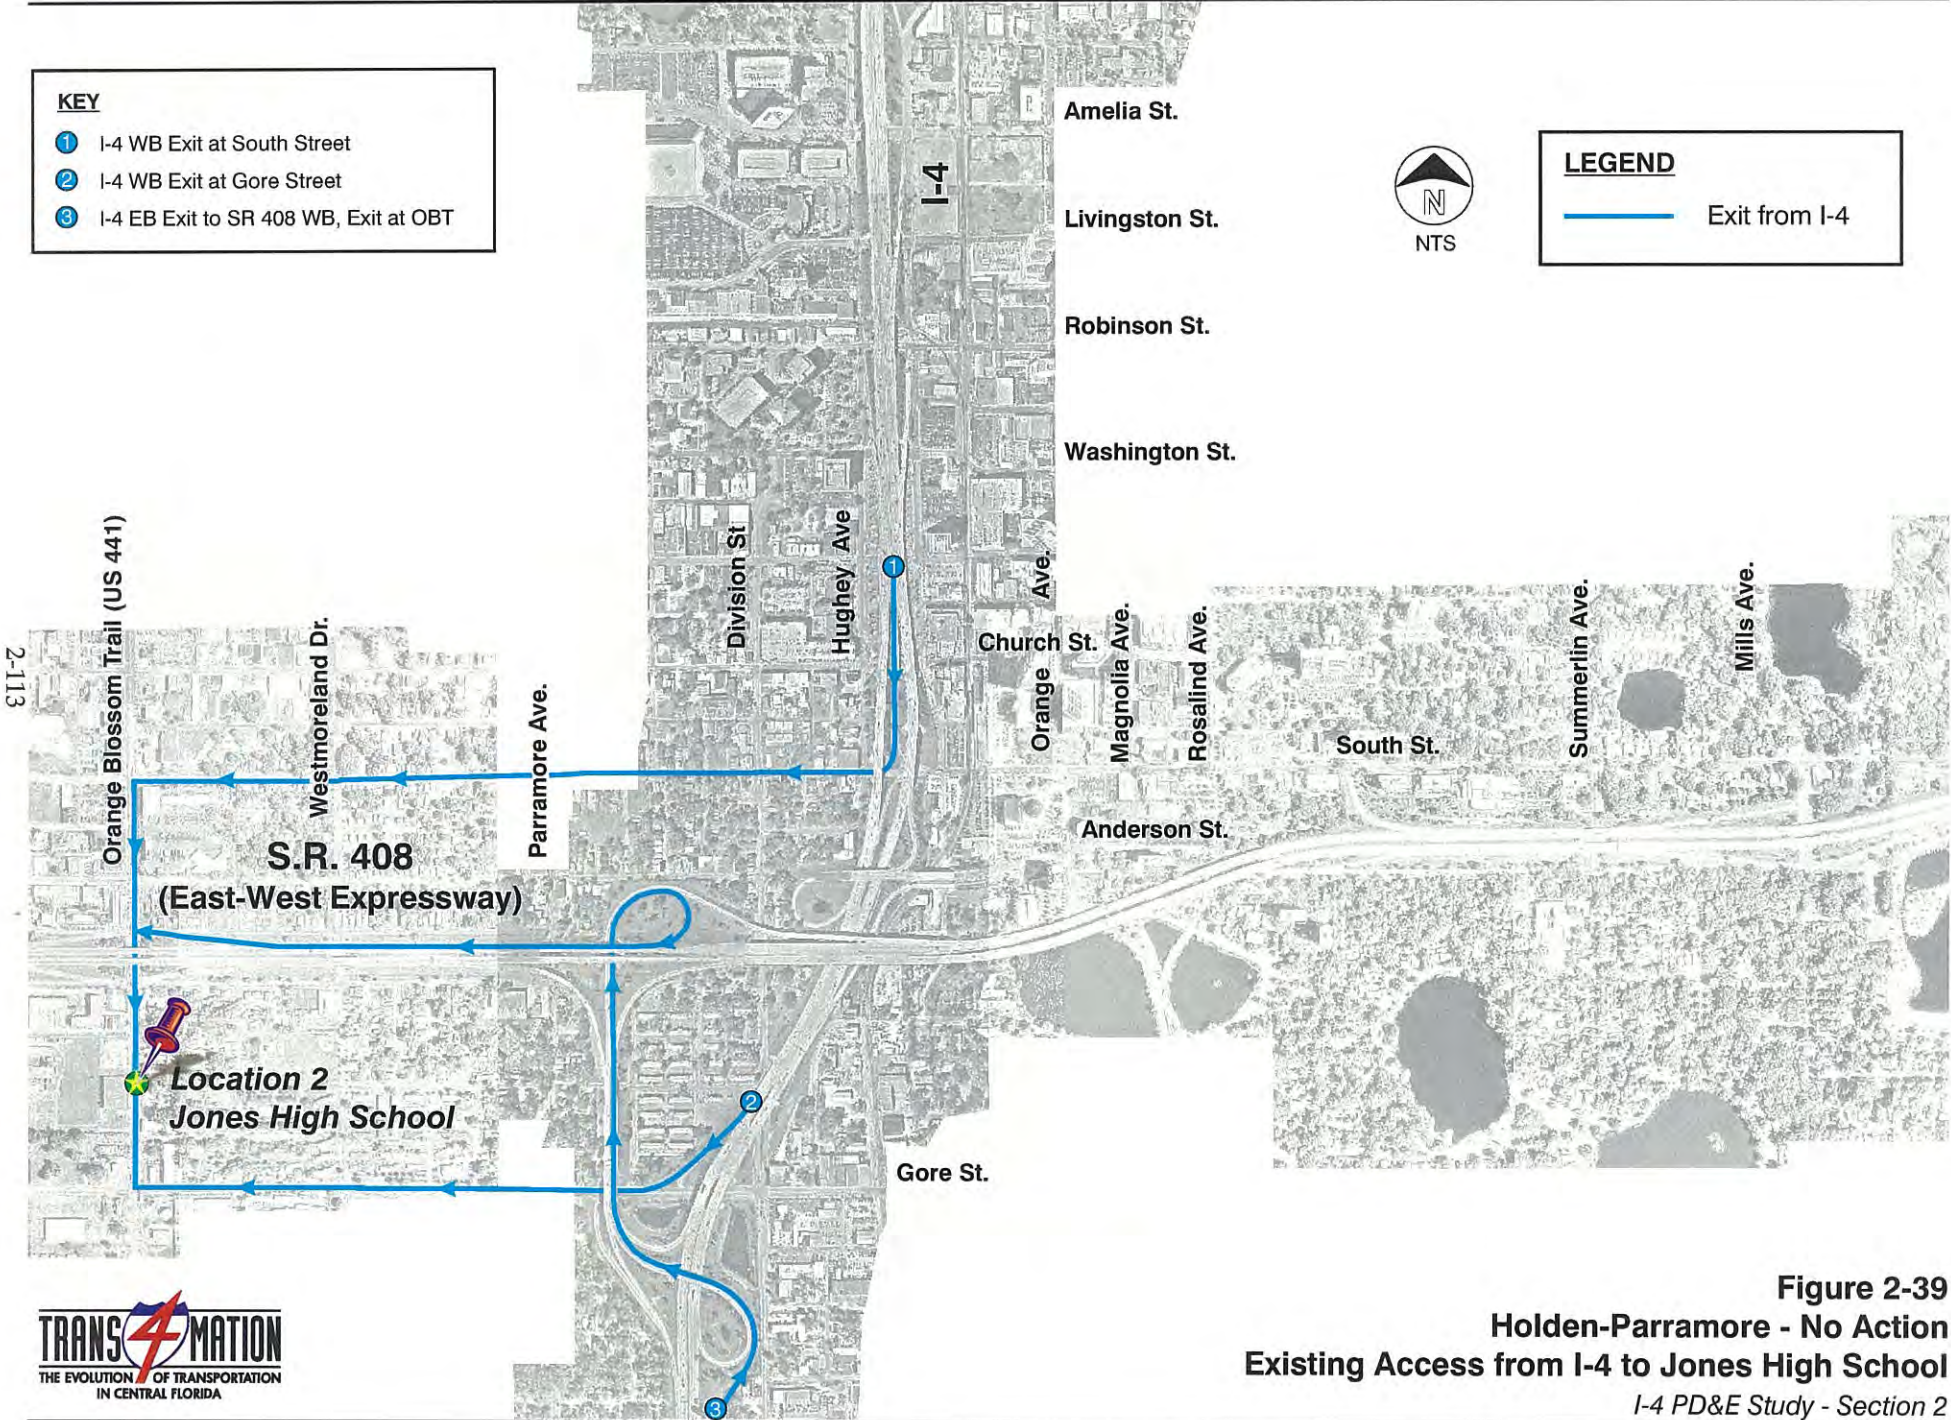 KEY
1 I-4 WB Exit at South Street
2 I-4 WB Exit at Gore Street
3 I-4 EB Exit to SR 408 WB, Exit at OBT
I-4
Amelia St.
Livingston St.
Robinson St.
Washington St.
N
NTS
LEGEND
Exit from I-4
2-113
Orange Blossom Trail (US 441)
Westmoreland Dr.
Parramore Ave.
Division St
Hughey Ave
1
Church St.
Orange Ave.
Magnolia Ave.
Rosalind Ave.
South St.
Summerlin Ave.
Mills Ave.
Anderson St.
S.R. 408
(East-West Expressway)
Location 2
Jones High School
2
Gore St.
3
TRANS4MATION
THE EVOLUTION OF TRANSPORTATION
IN CENTRAL FLORIDA
Figure 2-39
Holden-Parramore - No Action
Existing Access from I-4 to Jones High School
I-4 PD&E Study - Section 2